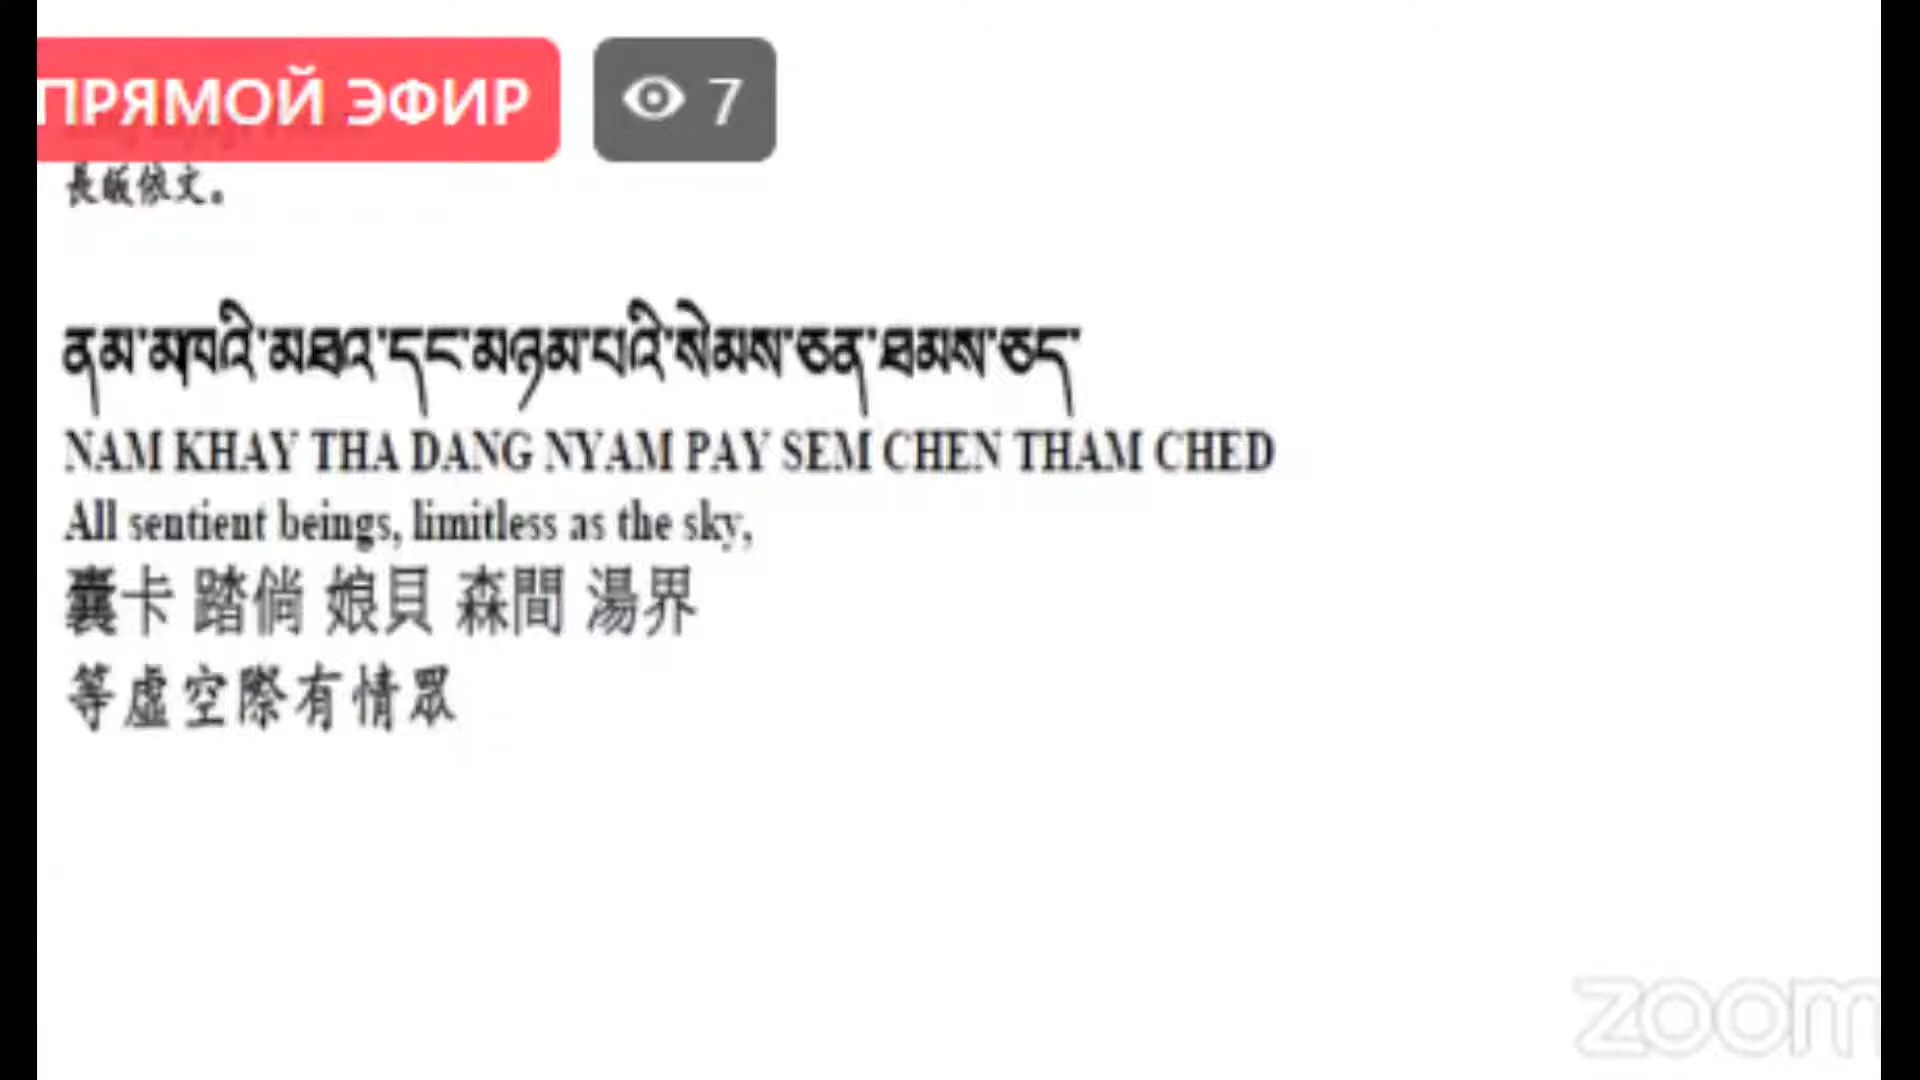 ПРЯМОЙ ЭФИР 7
長皈依文。
ནམ་མཁའི་མཐའ་དང་མཉམ་པའི་སེམས་ཅན་ཐམས་ཅད་
NAM KHAY THA DANG NYAM PAY SEM CHEN THAM CHED
All sentient beings, limitless as the sky,
囊卡 踏倘 娘貝 森間 湯界
等虛空際有情眾
zoom